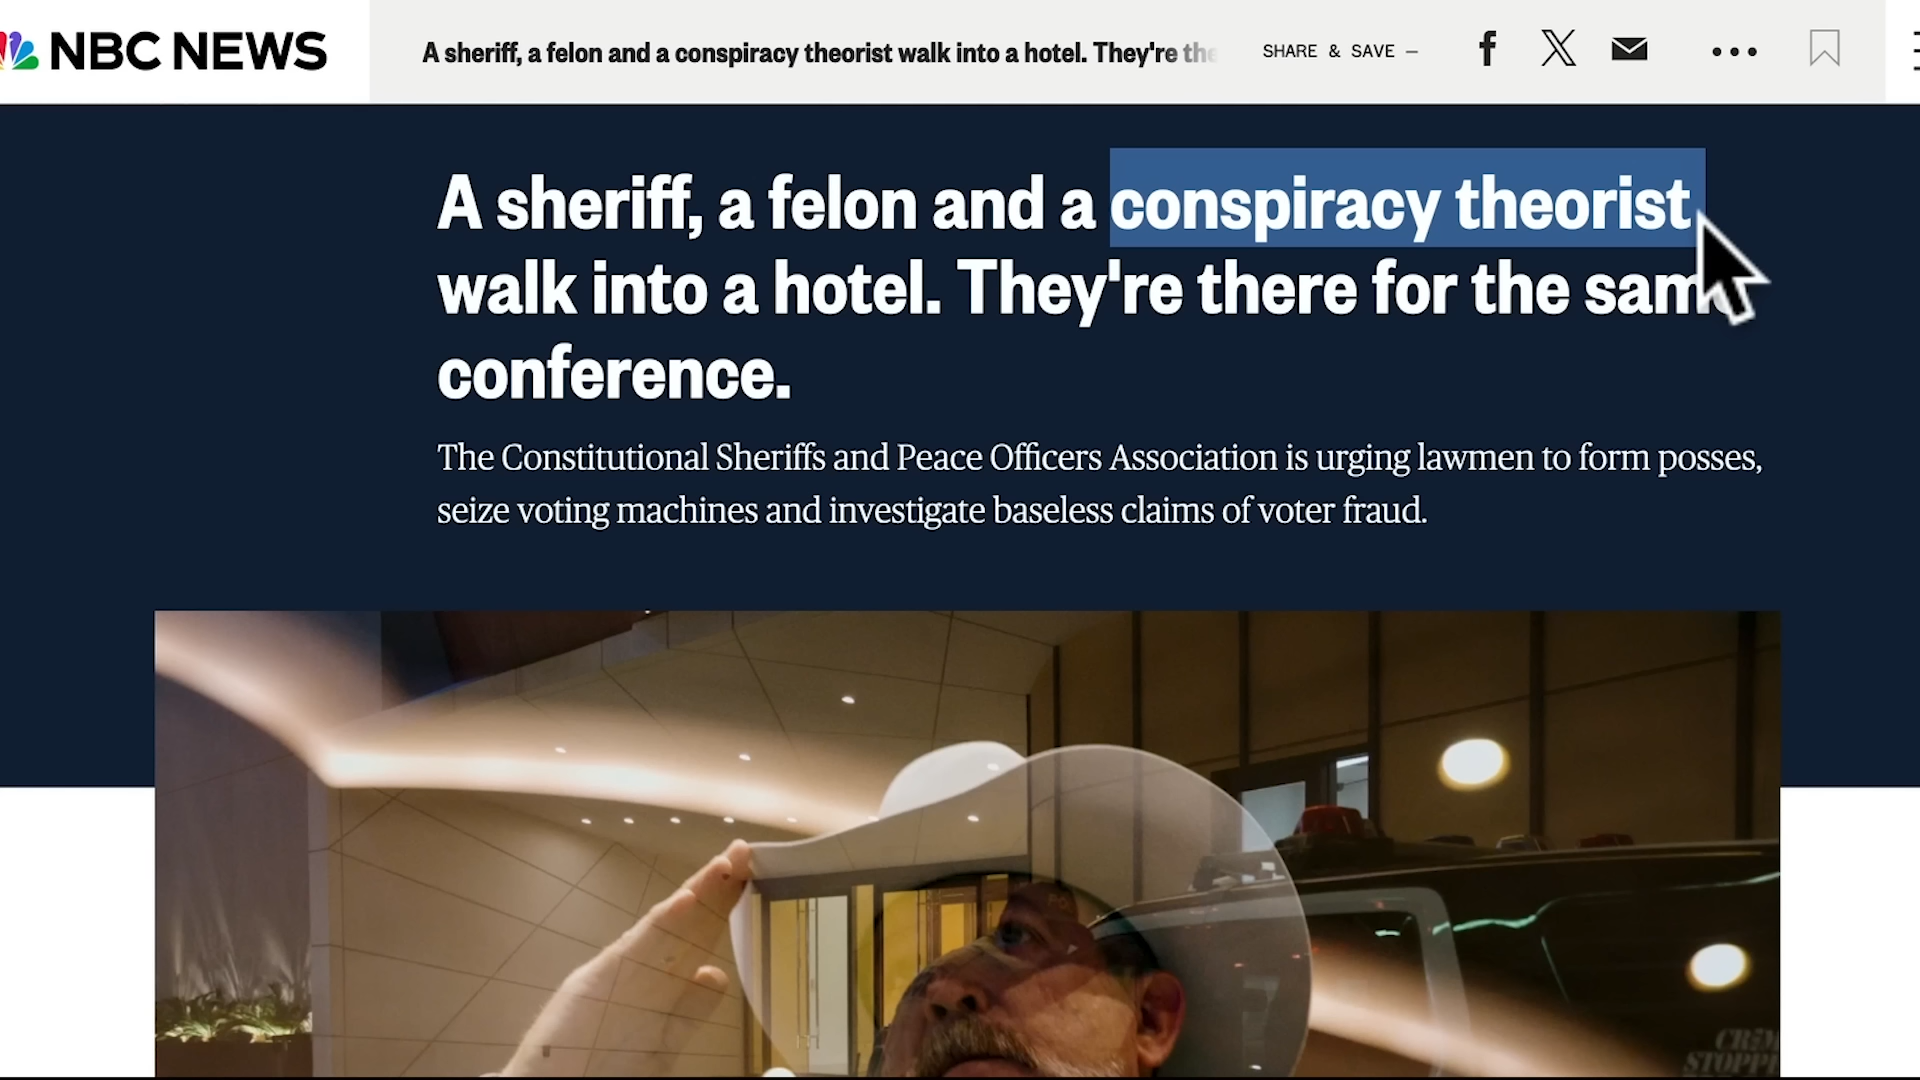 NBC NEWS
A sheriff, a felon and a conspiracy theorist walk into a hotel. They're the
SHARE & SAVE –
A sheriff, a felon and a conspiracy theorist
walk into a hotel. They're there for the sam
conference.
The Constitutional Sheriffs and Peace Officers Association is urging lawmen to form posses,
seize voting machines and investigate baseless claims of voter fraud.
CRIM
STOPP